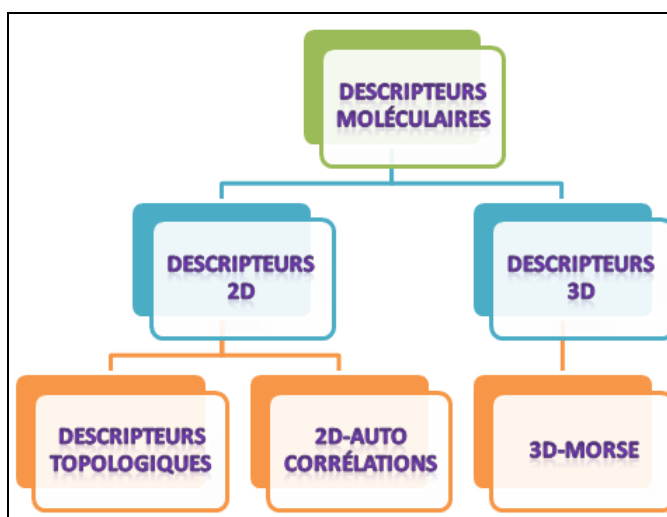 DESCRIPTEURS
MOLÉCULAIRES
DESCRIPTEURS
2D
DESCRIPTEURS
3D
DESCRIPTEURS
TOPOLOGIQUES
2D-AUTO
CORRÉLATIONS
3D-MORSE